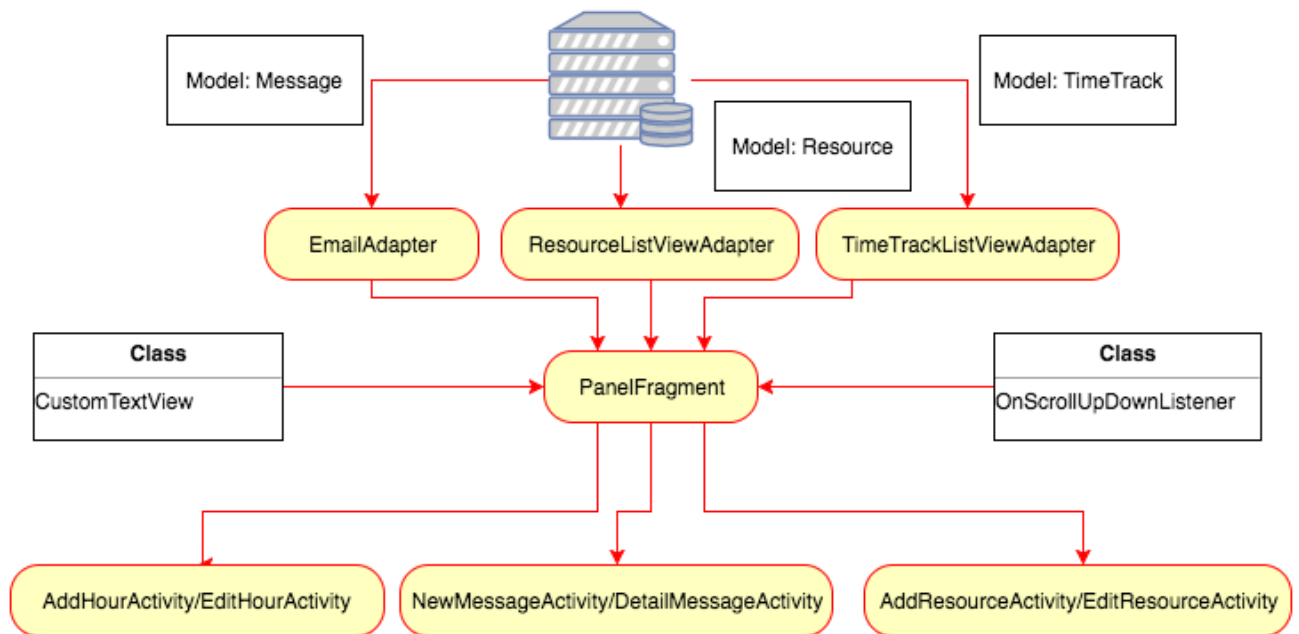 Model: Message
Model: TimeTrack
Model: Resource
EmailAdapter
ResourceListViewAdapter
TimeTrackListViewAdapter
Class
CustomTextView
PanelFragment
Class
OnScrollUpDownListener
AddHourActivity/EditHourActivity
NewMessageActivity/DetailMessageActivity
AddResourceActivity/EditResourceActivity